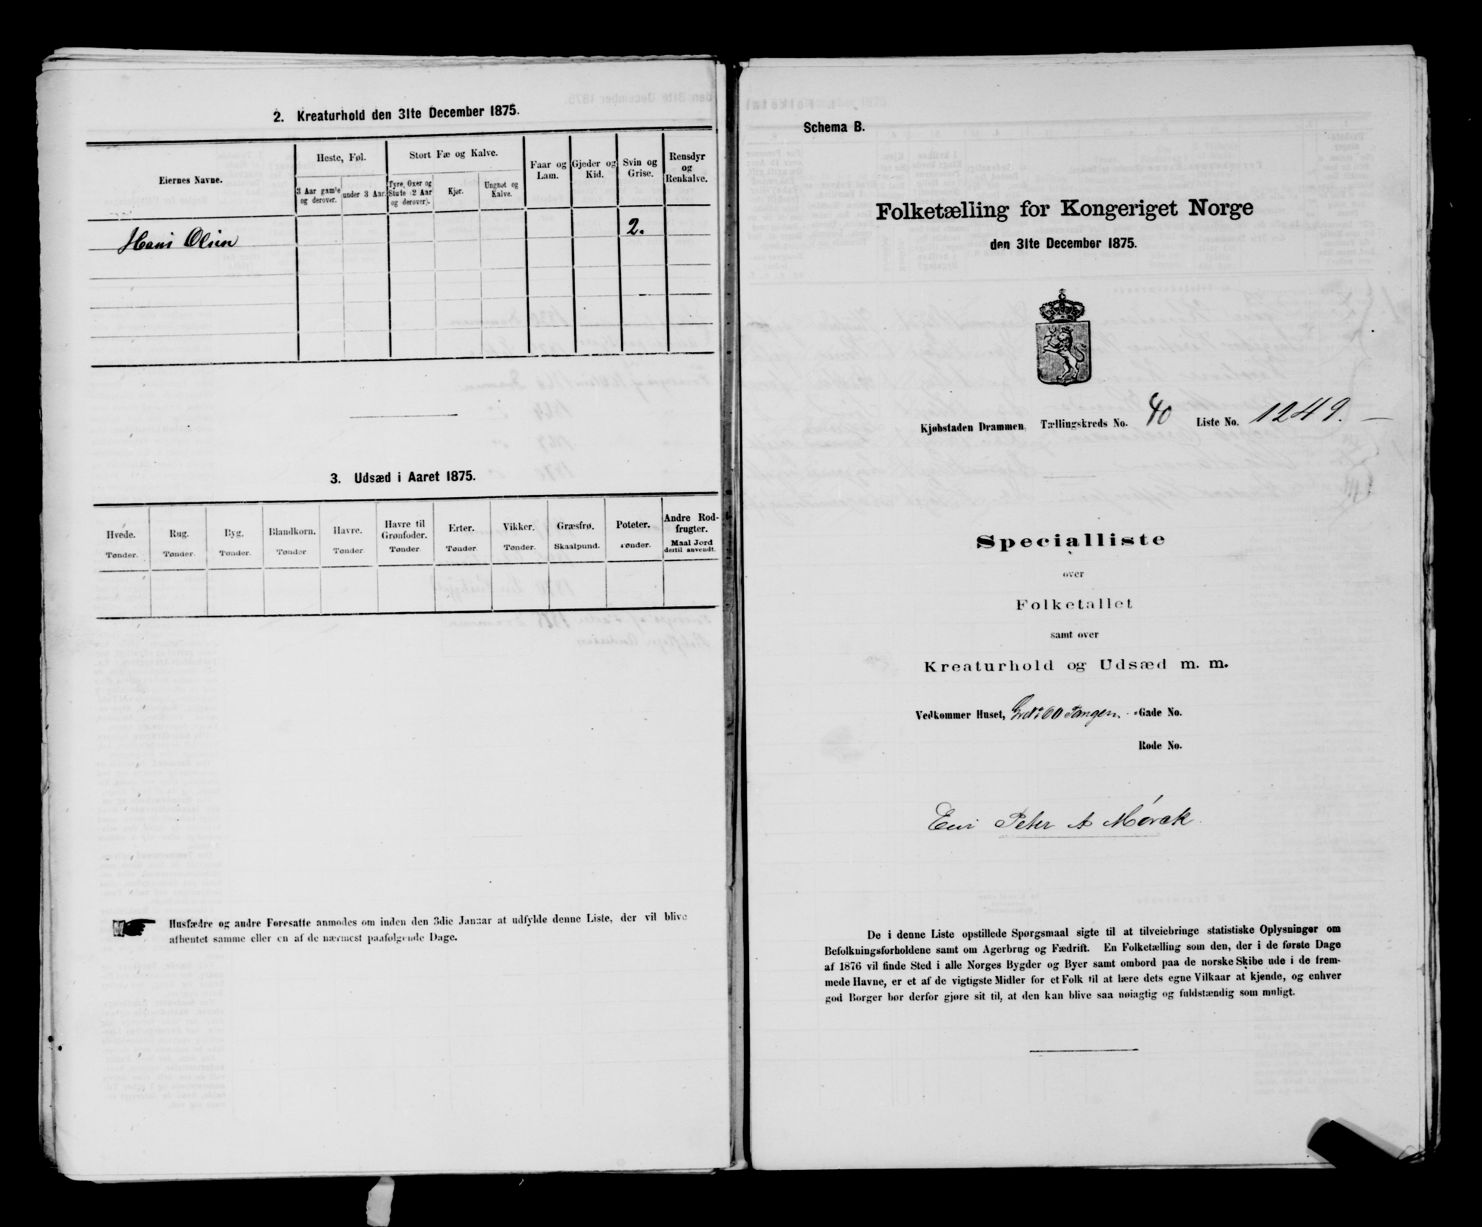 2. Kreaturhold den 31te December 1875.
Eiernes Navne.
Heste, Føl.
Stort Fæ og Kalve.
Faar og Lam.
Gjeder og Kid.
Svin og Grise.
Rensdyr og Renkalve.
3 Aar gamle og derover.
under 3 Aar.
Tyre, Oxer og Stute (2 Aar og derover).
Kjør.
Ungnøt og Kalve.
Hans Olsen 2.
3. Udsæd i Aaret 1875.
Hvede. Rug. Byg. Blandkorn. Havre. Havre til Grønfoder. Erter. Vikker. Græsfrø. Poteter. Andre Rodfrugter.
Tønder. Tønder. Tønder. Tønder. Tønder. Tønder. Tønder. Tønder. Skaalpund. Tønder. Maal Jord dertil anvendt.
Husfædre og andre Foresatte anmodes om inden den 3die Januar at udfylde denne Liste, der vil blive
afhentet samme eller en af de nærmest paafølgende Dage.
Schema B.
Folketælling for Kongeriget Norge
den 31te December 1875.
Kjøbstaden Drammen, Tællingskreds No. 40 Liste No. 1249.
Specialliste
over
Folketallet
samt over
Kreaturhold og Udsæd m. m.
Vedkommer Huset, 60 Tangen. Gade No.
Rode No.
Eier Peter A Mørck
De i denne Liste opstillede Spørgsmaal sigte til at tilveiebringe statistiske Oplysninger om
Befolkningsforholdene samt om Agerbrug og Fædrift. En Folketælling som den, der i de første Dage
af 1876 vil finde Sted i alle Norges Bygder og Byer samt ombord paa de norske Skibe ude i de frem-
mede Havne, er et af de vigtigste Midler for et Folk til at lære dets egne Vilkaar at kjende, og enhver
god Borger bør derfor gjøre sit til, at den kan blive saa nøiagtig og fuldstændig som muligt.